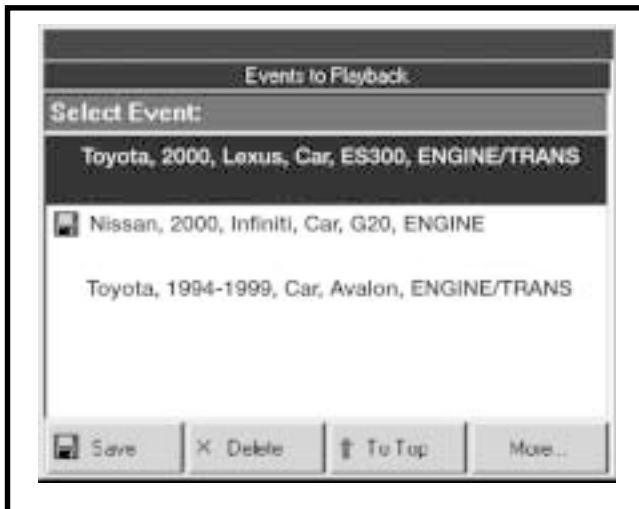 Events to Playback
Select Event:
Toyota, 2000, Lexus, Car, ES300, ENGINE/TRANS
Nissan, 2000, Infiniti, Car, G20, ENGINE
Toyota, 1994-1999, Car, Avalon, ENGINE/TRANS
Save Delete To Top More...